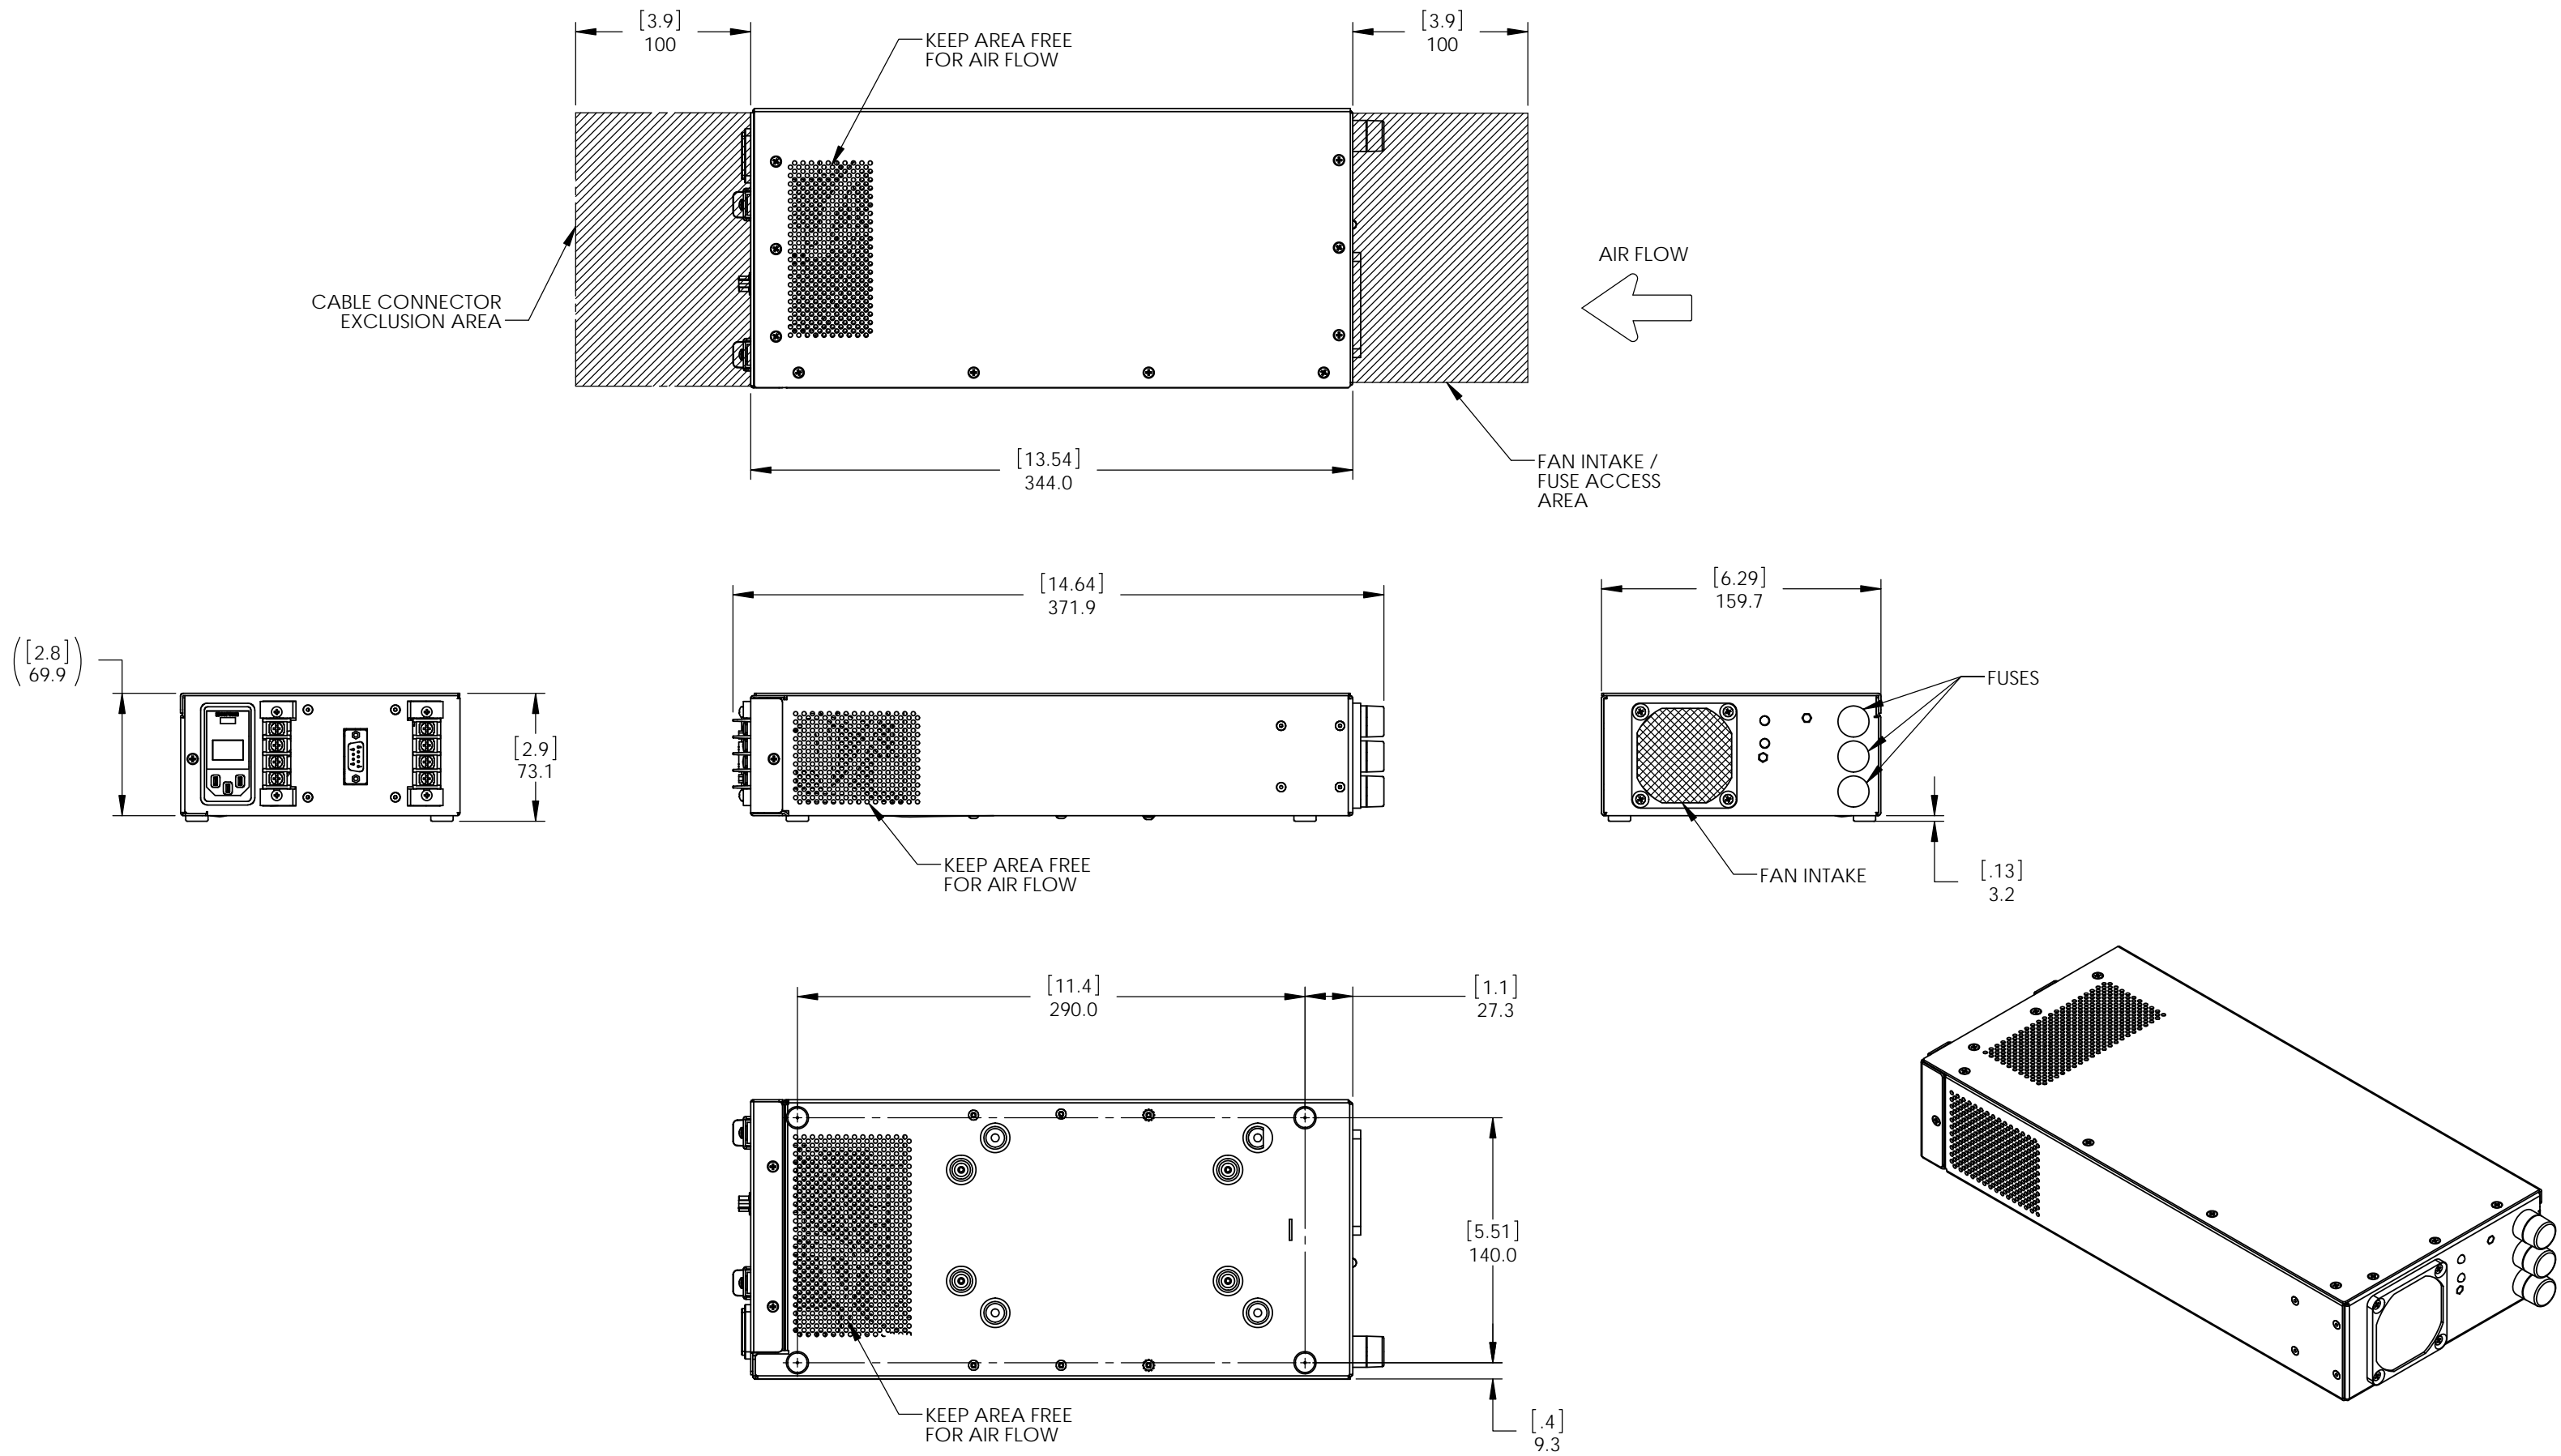 [3.9]
100
KEEP AREA FREE
FOR AIR FLOW
[3.9]
100
AIR FLOW
CABLE CONNECTOR
EXCLUSION AREA
[13.54]
344.0
FAN INTAKE /
FUSE ACCESS
AREA
[14.64]
371.9
[6.29]
159.7
([2.8]
69.9)
[2.9]
73.1
FUSES
KEEP AREA FREE
FOR AIR FLOW
FAN INTAKE
[.13]
3.2
[11.4]
290.0
[1.1]
27.3
[5.51]
140.0
KEEP AREA FREE
FOR AIR FLOW
[.4]
9.3